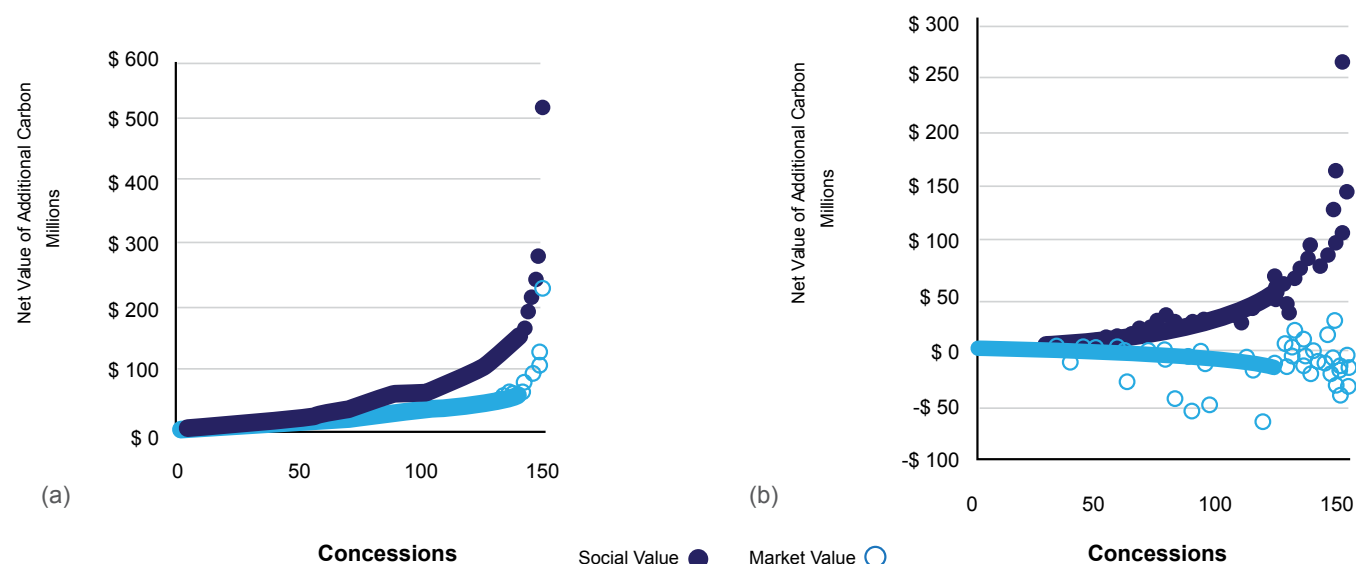 Net Value of Additional Carbon
Millions
$ 600
$ 500
$ 400
$ 300
$ 200
$ 100
$ 0
0
50
100
150
(a)
Concessions
Net Value of Additional Carbon
Millions
$ 300
$ 250
$ 200
$ 150
$ 100
$ 50
$ 0
-$ 50
-$ 100
0
50
100
150
(b)
Concessions
Social Value
Market Value